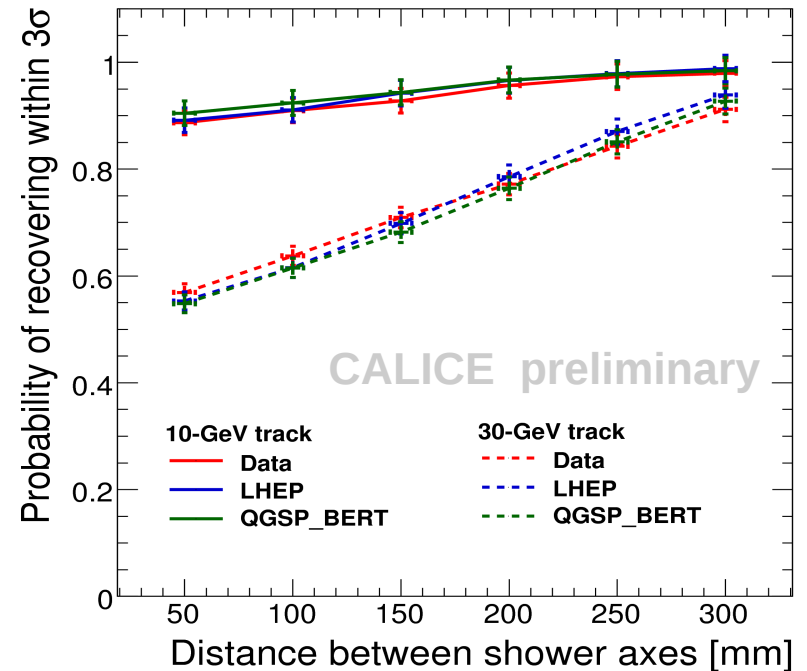 Probability of recovering within 3σ
1
0.8
0.6
0.4
0.2
0
CALICE preliminary
10-GeV track
Data
LHEP
QGSP_BERT
30-GeV track
Data
LHEP
QGSP_BERT
50 100 150 200 250 300
Distance between shower axes [mm]